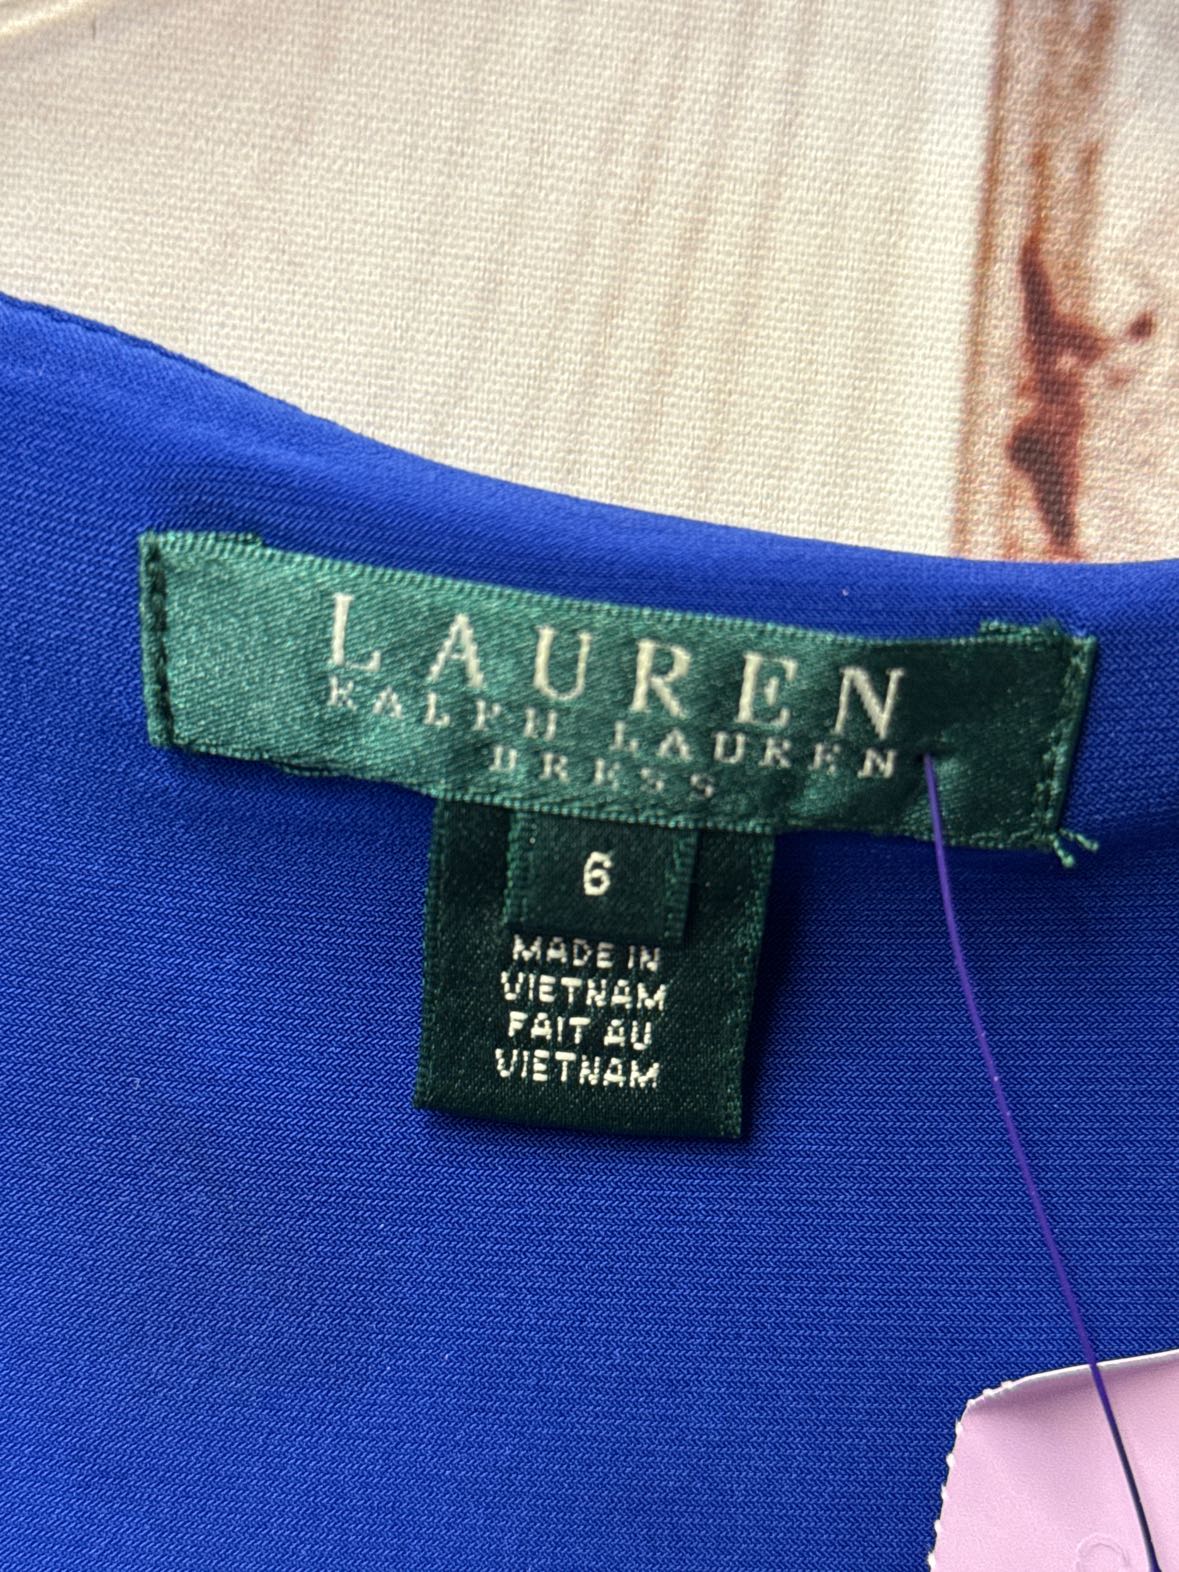 LAUREN
RALPH LAUREN
DRESS
6
MADE IN
VIETNAM
FAIT AU
VIETNAM